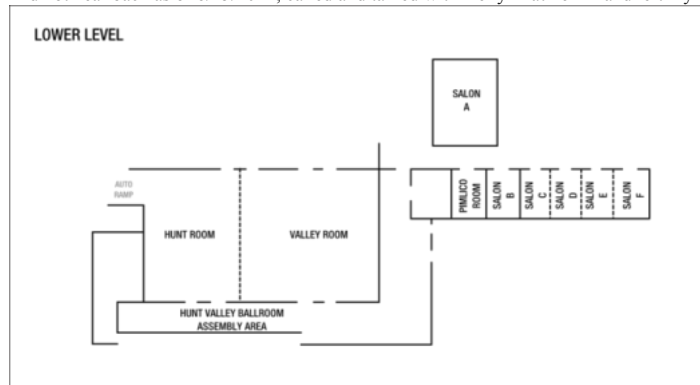 LOWER LEVEL
SALON
A
AUTO
RAMP
PIMLICO
ROOM
SALON
B
SALON
C
SALON
D
SALON
E
SALON
F
HUNT ROOM
VALLEY ROOM
HUNT VALLEY BALLROOM
ASSEMBLY AREA